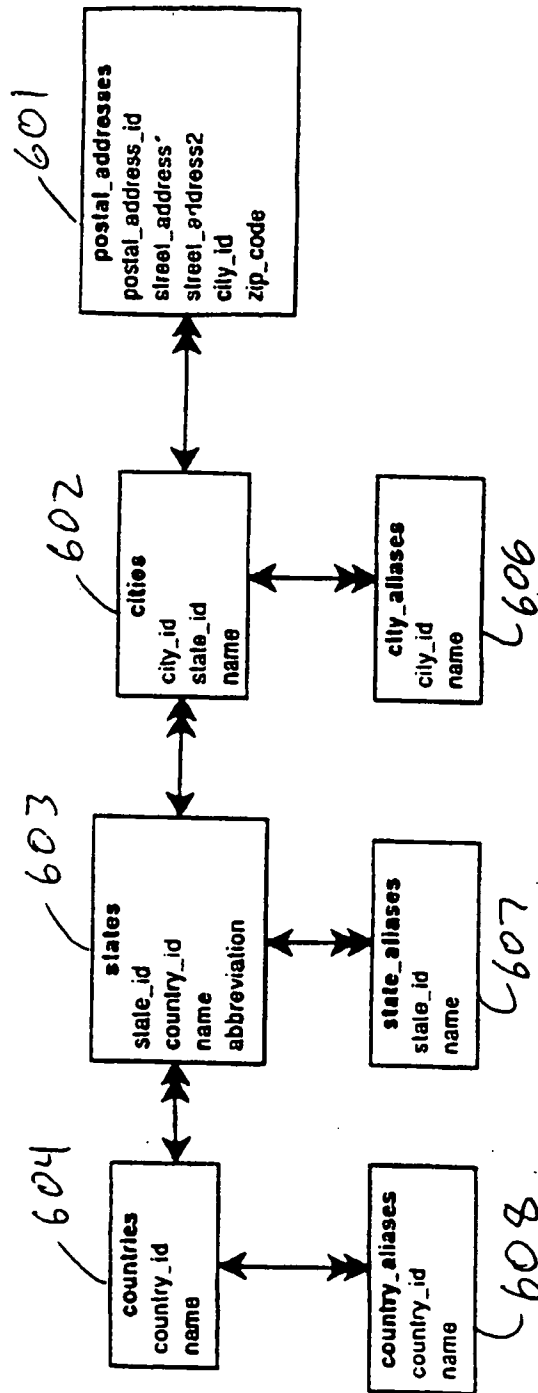 601
postal_addresses
postal_address_id
street_address1
street_address2
city_id
zip_code
602
cities
city_id
state_id
name
603
states
state_id
country_id
name
abbreviation
604
countries
country_id
name
city_aliases
city_id
name
606
state_aliases
state_id
name
607
country_aliases
country_id
name
608